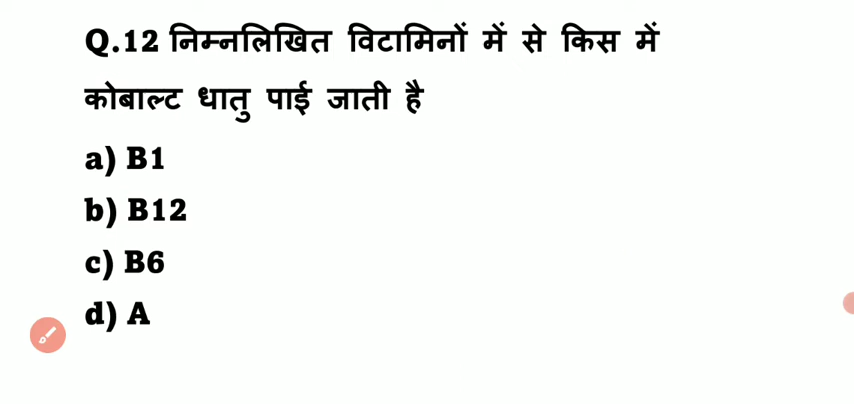 Q.12 निम्नलिखित विटामिनों में से किस में
कोबाल्ट धातु पाई जाती है
a) B1
b) B12
c) B6
d) A